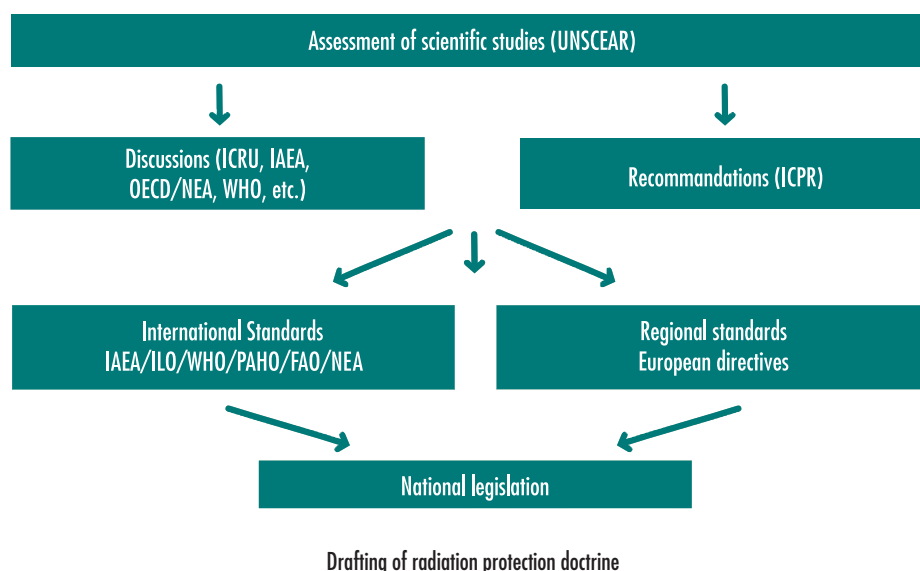 Assessment of scientific studies (UNSCEAR)
Discussions (ICRU, IAEA,
OECD/NEA, WHO, etc.)
Recommandations (ICPR)
International Standards
IAEA/ILO/WHO/PAHO/FAO/NEA
Regional standards
European directives
National legislation
Drafting of radiation protection doctrine